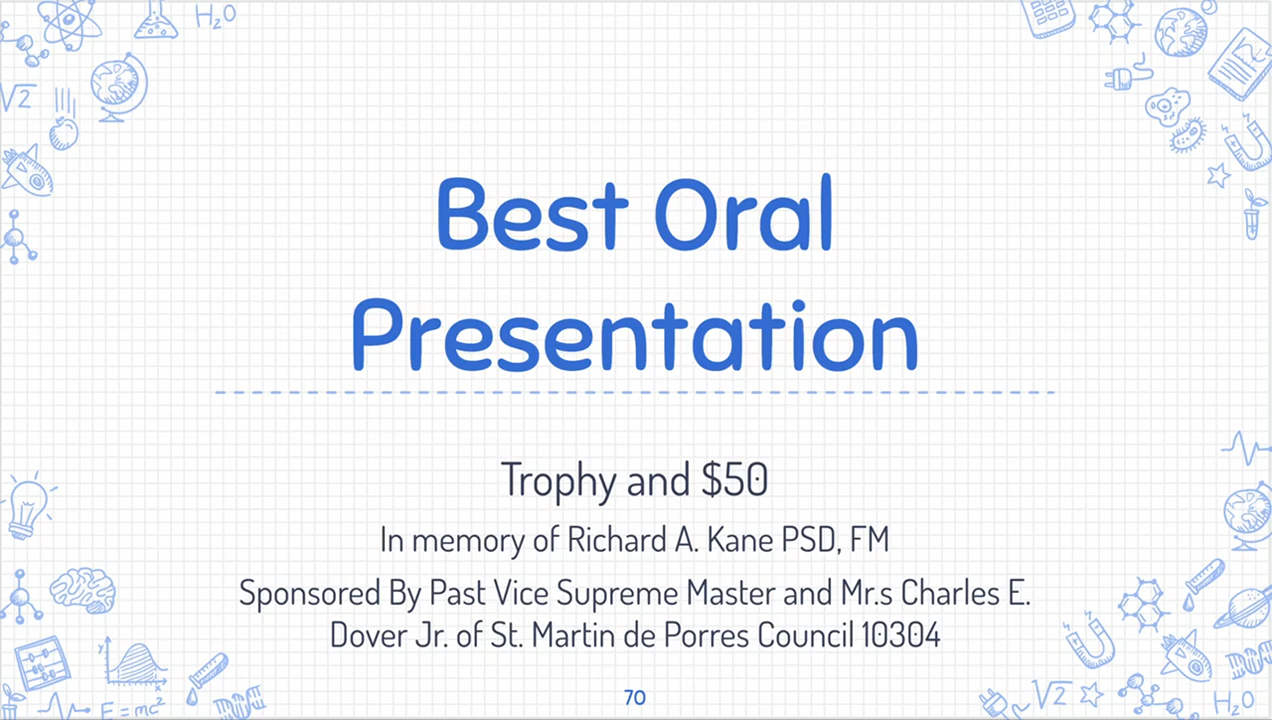 H₂O
√2
Best Oral
Presentation
Trophy and $50
In memory of Richard A. Kane PSD, FM
Sponsored By Past Vice Supreme Master and Mr.s Charles E.
Dover Jr. of St. Martin de Porres Council 10304
y
x
E=mc²
70
√2
H₂O